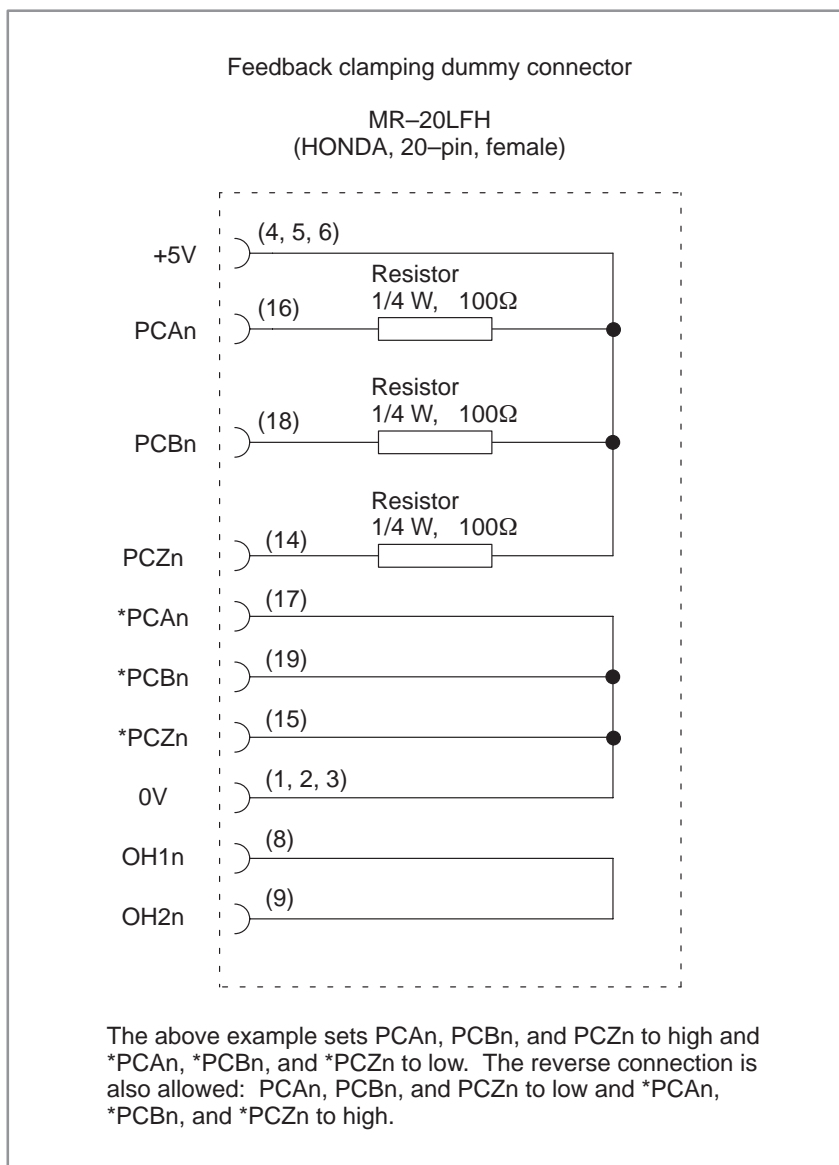 Feedback clamping dummy connector
MR–20LFH
(HONDA, 20–pin, female)
+5V (4, 5, 6)
Resistor
1/4 W, 100Ω
PCAn (16)
Resistor
1/4 W, 100Ω
PCBn (18)
Resistor
1/4 W, 100Ω
PCZn (14)
*PCAn (17)
*PCBn (19)
*PCZn (15)
0V (1, 2, 3)
OH1n (8)
OH2n (9)
The above example sets PCAn, PCBn, and PCZn to high and
*PCAn, *PCBn, and *PCZn to low. The reverse connection is
also allowed: PCAn, PCBn, and PCZn to low and *PCAn,
*PCBn, and *PCZn to high.